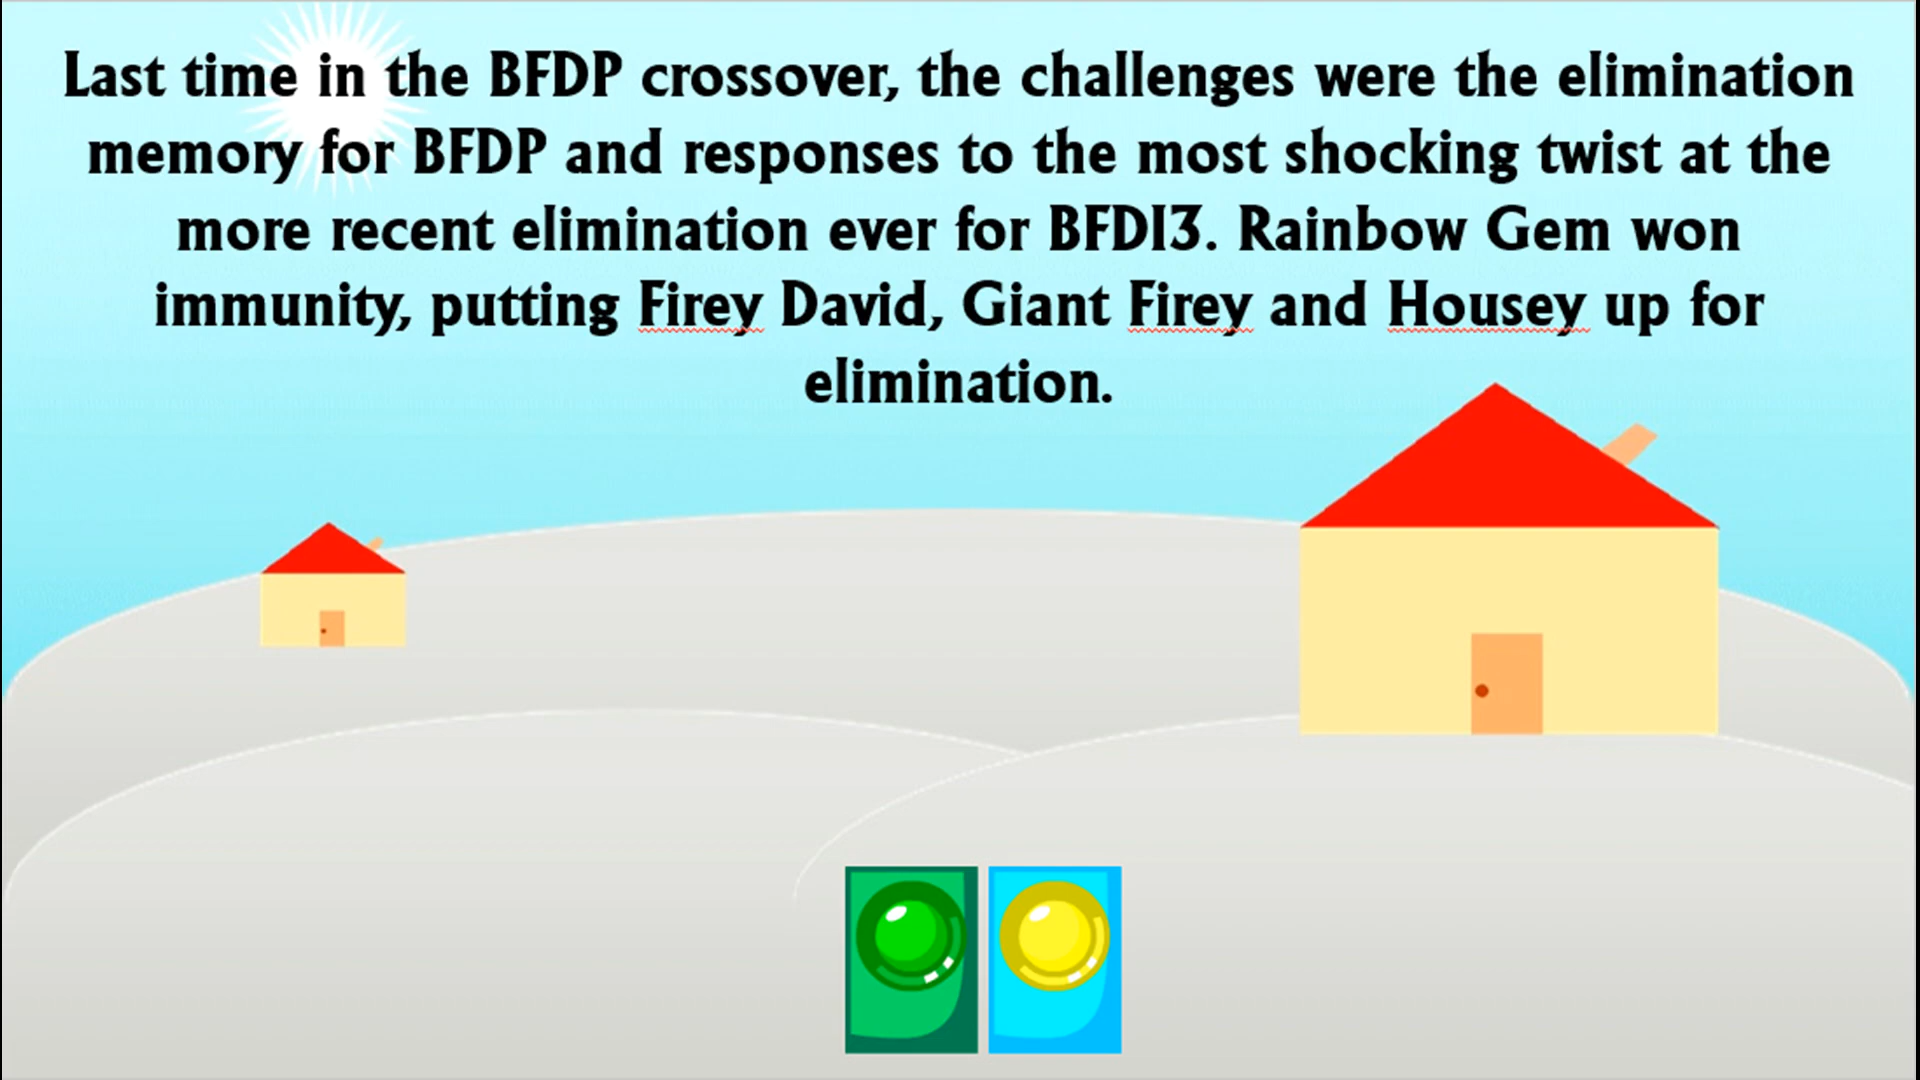 Last time in the BFDP crossover, the challenges were the elimination
memory for BFDP and responses to the most shocking twist at the
more recent elimination ever for BFDI3. Rainbow Gem won
immunity, putting Firey David, Giant Firey and Housey up for
elimination.